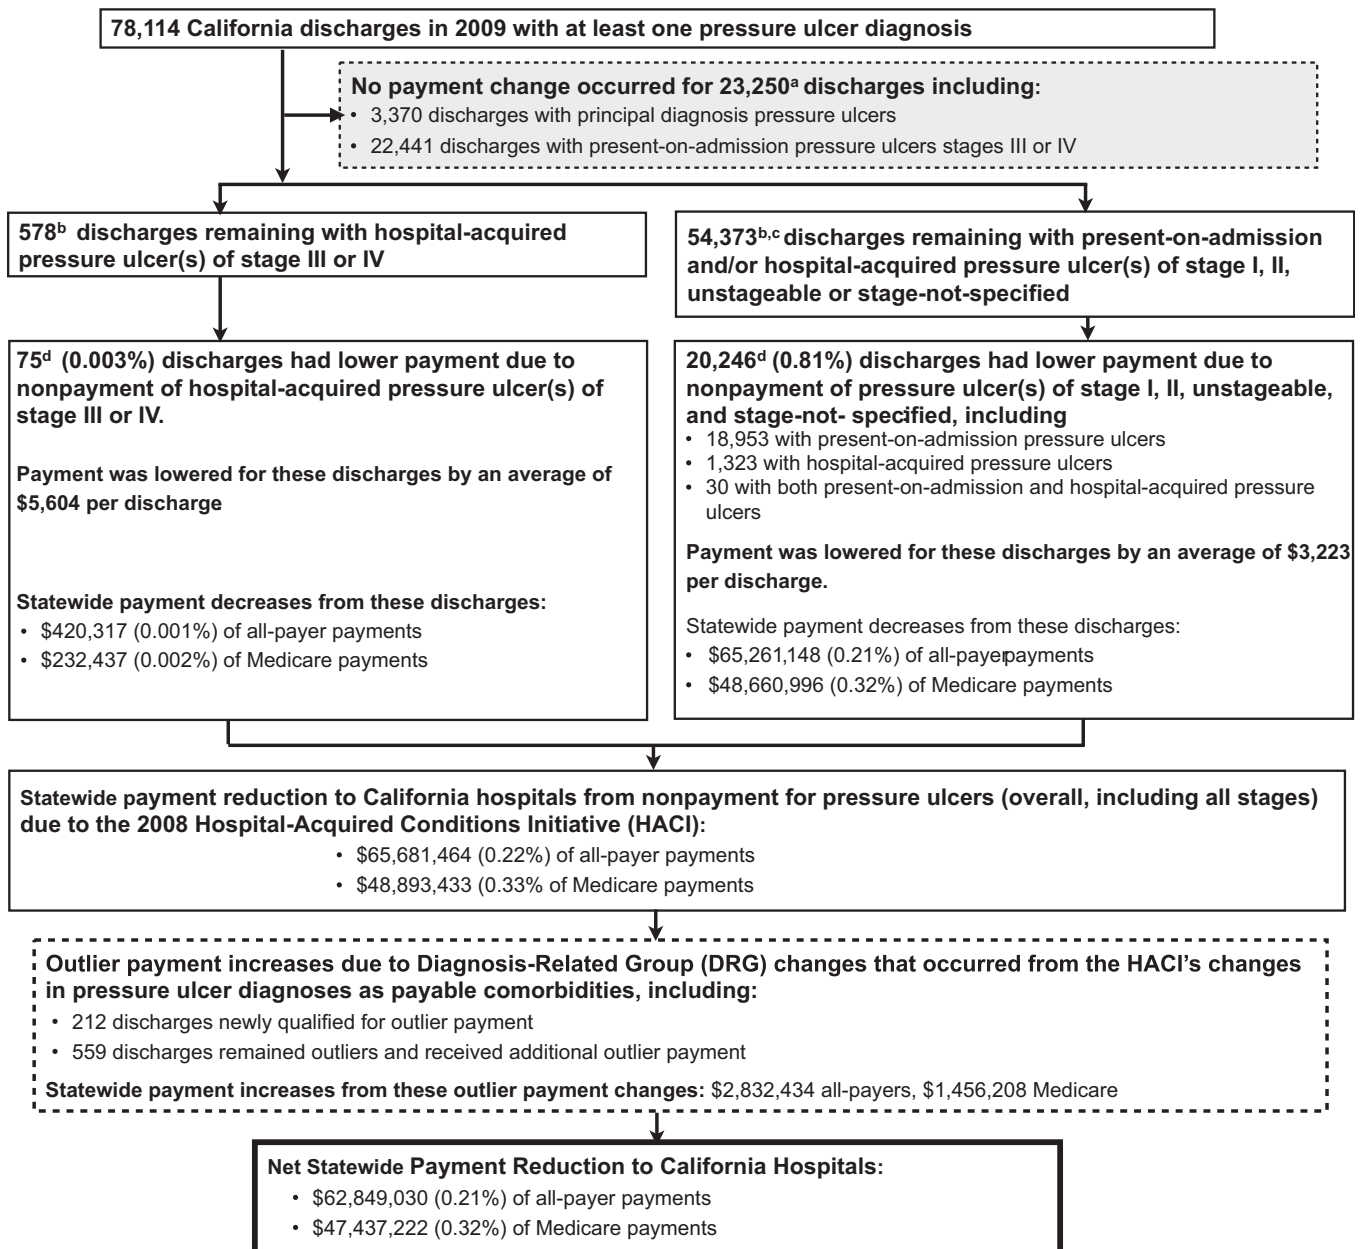 78,114 California discharges in 2009 with at least one pressure ulcer diagnosis
No payment change occurred for 23,250ᵃ discharges including:
• 3,370 discharges with principal diagnosis pressure ulcers
• 22,441 discharges with present-on-admission pressure ulcers stages III or IV
578ᵇ discharges remaining with hospital-acquired
pressure ulcer(s) of stage III or IV
54,373ᵇ,ᶜ discharges remaining with present-on-admission
and/or hospital-acquired pressure ulcer(s) of stage I, II,
unstageable or stage-not-specified
75ᵈ (0.003%) discharges had lower payment due to
nonpayment of hospital-acquired pressure ulcer(s) of
stage III or IV.
Payment was lowered for these discharges by an average of
$5,604 per discharge
Statewide payment decreases from these discharges:
• $420,317 (0.001%) of all-payer payments
• $232,437 (0.002%) of Medicare payments
20,246ᵈ (0.81%) discharges had lower payment due to
nonpayment of pressure ulcer(s) of stage I, II, unstageable,
and stage-not- specified, including:
• 18,953 with present-on-admission pressure ulcers
• 1,323 with hospital-acquired pressure ulcers
• 30 with both present-on-admission and hospital-acquired pressure
ulcers
Payment was lowered for these discharges by an average of $3,223
per discharge.
Statewide payment decreases from these discharges:
• $65,261,148 (0.21%) of all-payer payments
• $48,660,996 (0.32%) of Medicare payments
Statewide payment reduction to California hospitals from nonpayment for pressure ulcers (overall, including all stages)
due to the 2008 Hospital-Acquired Conditions Initiative (HACI):
• $65,681,464 (0.22%) of all-payer payments
• $48,893,433 (0.33% of Medicare payments
Outlier payment increases due to Diagnosis-Related Group (DRG) changes that occurred from the HACI's changes
in pressure ulcer diagnoses as payable comorbidities, including:
• 212 discharges newly qualified for outlier payment
• 559 discharges remained outliers and received additional outlier payment
Statewide payment increases from these outlier payment changes: $2,832,434 all-payers, $1,456,208 Medicare
Net Statewide Payment Reduction to California Hospitals:
• $62,849,030 (0.21%) of all-payer payments
• $47,437,222 (0.32%) of Medicare payments